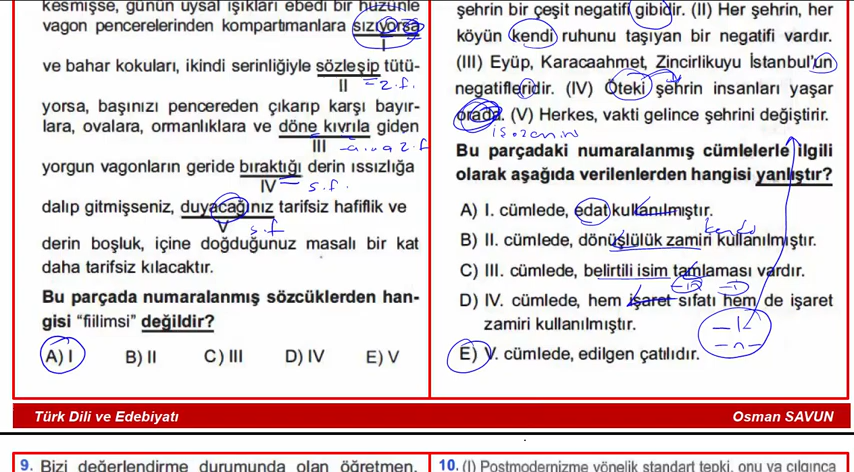 kesmişse, günün uysal ışıkları ebedi bir hüzünle
vagon pencerelerinden kompartımanlara sızıyorsa
I
ve bahar kokuları, ikindi serinliğiyle sözleşip tütü-
II = z.f.
yorsa, başınızı pencereden çıkarıp karşı bayır-
lara, ovalara, ormanlıklara ve döne kıvrıla giden
III
yorgun vagonların geride bıraktığı derin ıssızlığa
IV s.f.
dalıp gitmişseniz, duyacağınız tarifsiz hafiflik ve
V s.f
derin boşluk, içine doğduğunuz masalı bir kat
daha tarifsiz kılacaktır.
Bu parçada numaralanmış sözcüklerden han-
gisi “fiilimsi” değildir?
A) I B) II C) III D) IV E) V
şehrin bir çeşit negatifi gibidir. (II) Her şehrin, her
köyün kendi ruhunu taşıyan bir negatifi vardır.
(III) Eyüp, Karacaahmet, Zincirlikuyu İstanbul'un
negatifleridir. (IV) Öteki şehrin insanları yaşar
orada. (V) Herkes, vakti gelince şehrini değiştirir.
Bu parçadaki numaralanmış cümlelerle ilgili
olarak aşağıda verilenlerden hangisi yanlıştır?
A) I. cümlede, edat kullanılmıştır.
kendi
B) II. cümlede, dönüşlülük zamiri kullanılmıştır.
C) III. cümlede, belirtili isim tamlaması vardır.
D) IV. cümlede, hem işaret sıfatı hem de işaret
zamiri kullanılmıştır.
-l-
-n-
E) V. cümlede, edilgen çatılıdır.
Türk Dili ve Edebiyatı
Osman SAVUN
9. Bizi değerlendirme durumunda olan öğretmen,
10. (I) Postmodernizme yönelik standart tepki, onu ya çılgınca